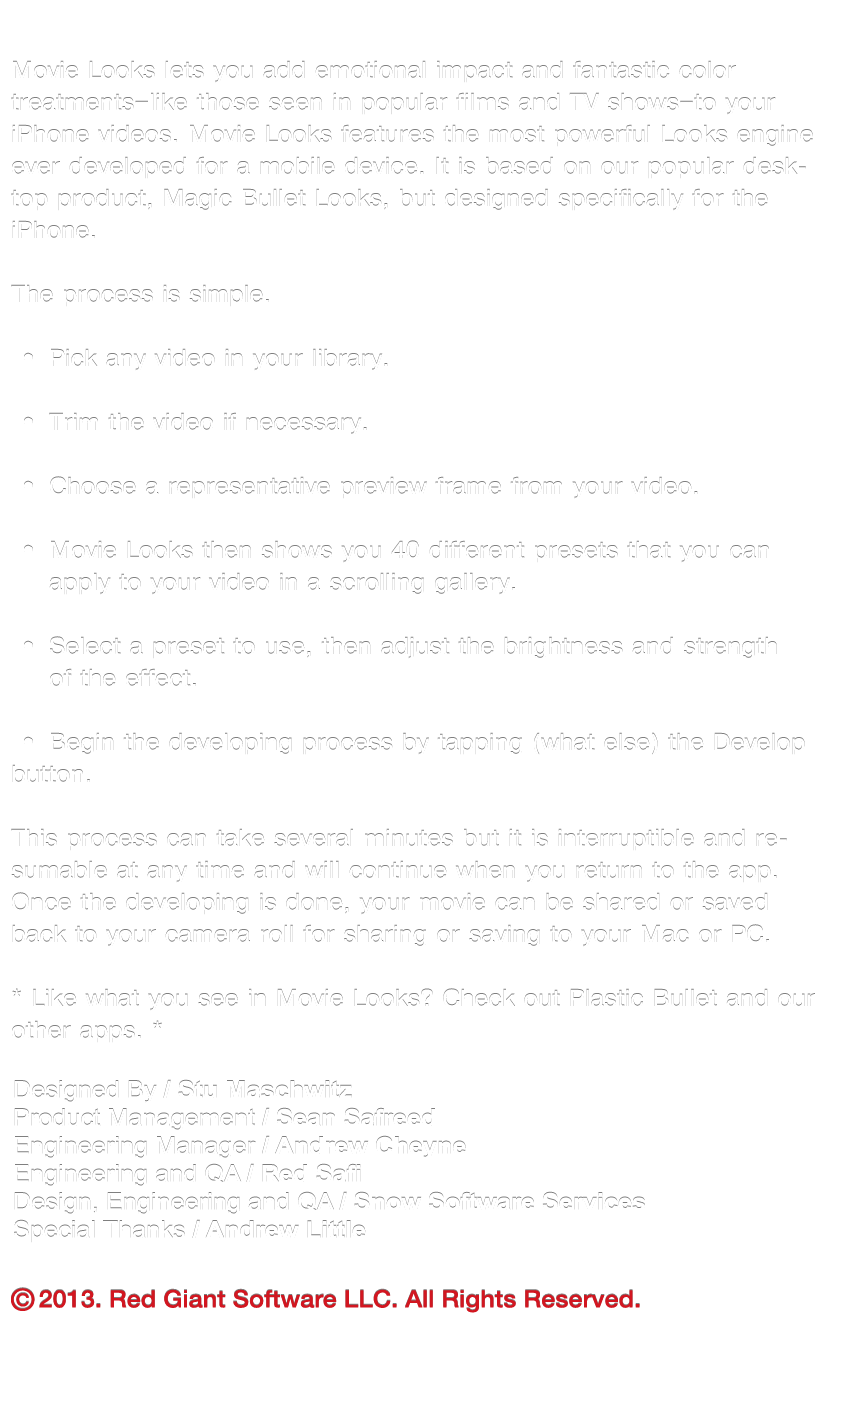 Movie Looks lets you add emotional impact and fantastic color
treatments–like those seen in popular films and TV shows–to your
iPhone videos. Movie Looks features the most powerful Looks engine
ever developed for a mobile device. It is based on our popular desk-
top product, Magic Bullet Looks, but designed specifically for the
iPhone.
The process is simple.
• Pick any video in your library.
• Trim the video if necessary.
• Choose a representative preview frame from your video.
• Movie Looks then shows you 40 different presets that you can
apply to your video in a scrolling gallery.
• Select a preset to use, then adjust the brightness and strength
of the effect.
• Begin the developing process by tapping (what else) the Develop
button.
This process can take several minutes but it is interruptible and re-
sumable at any time and will continue when you return to the app.
Once the developing is done, your movie can be shared or saved
back to your camera roll for sharing or saving to your Mac or PC.
* Like what you see in Movie Looks? Check out Plastic Bullet and our
other apps. *
Designed By / Stu Maschwitz
Product Management / Sean Safreed
Engineering Manager / Andrew Cheyne
Engineering and QA / Red Safi
Design, Engineering and QA / Snow Software Services
Special Thanks / Andrew Little
© 2013. Red Giant Software LLC. All Rights Reserved.